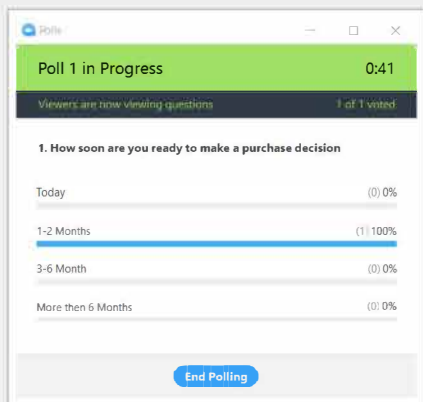 Polls
Poll 1 in Progress 0:41
Viewers are now viewing questions 1 of 1 voted
1. How soon are you ready to make a purchase decision
Today (0) 0%
1-2 Months (1) 100%
3-6 Month (0) 0%
More then 6 Months (0) 0%
End Polling